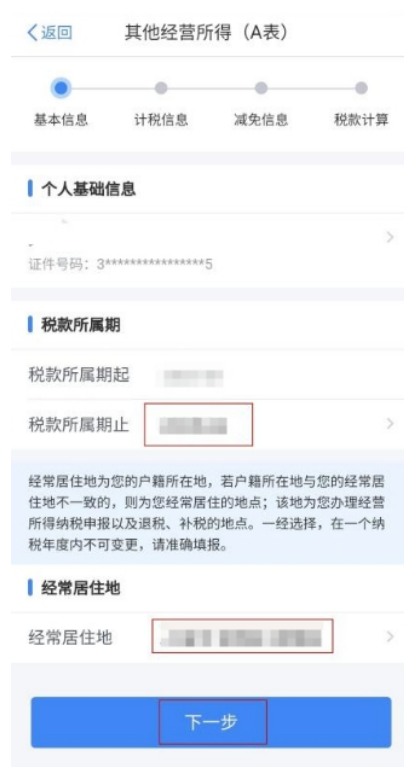 返回 其他经营所得（A表）
基本信息 计税信息 减免信息 税款计算
个人基础信息
证件号码：3****************5
税款所属期
税款所属期起
税款所属期止
经常居住地为您的户籍所在地，若户籍所在地与您的经常居
住地不一致的，则为您经常居住的地点；该地为您办理经营
所得纳税申报以及退税、补税的地点。一经选择，在一个纳
税年度内不可变更，请准确填报。
经常居住地
经常居住地
下一步